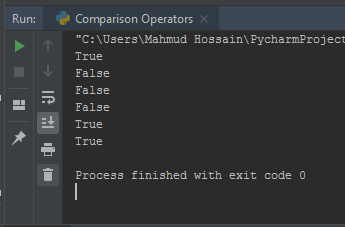 Run: Comparison Operators
"C:\Users\Mahmud Hossain\PycharmProject
True
False
False
False
True
True
Process finished with exit code 0